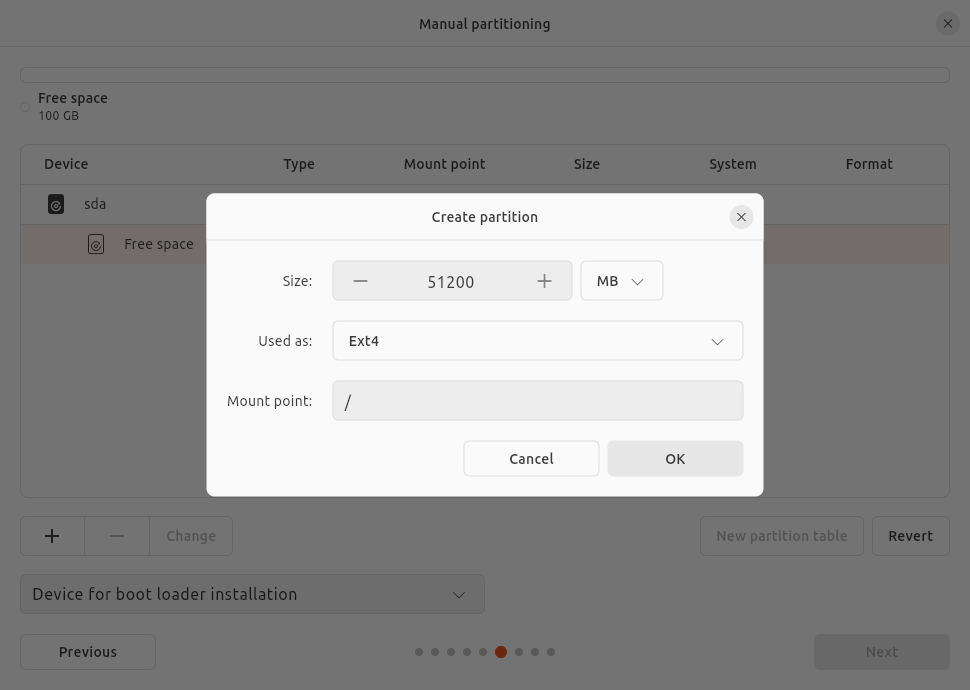 Manual partitioning
Free space
100 GB
Device Type Mount point Size System Format
sda
Free space
Create partition
Size: 51200 MB
Used as: Ext4
Mount point: /
Cancel OK
Change New partition table Revert
Device for boot loader installation
Previous Next